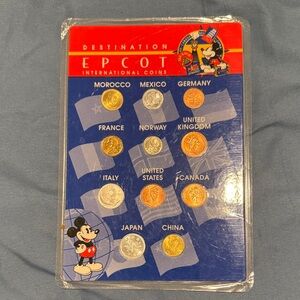 DESTINATION
EPCOT
INTERNATIONAL COINS
MOROCCO MEXICO GERMANY
FRANCE NORWAY UNITED KINGDOM
ITALY UNITED STATES CANADA
JAPAN CHINA